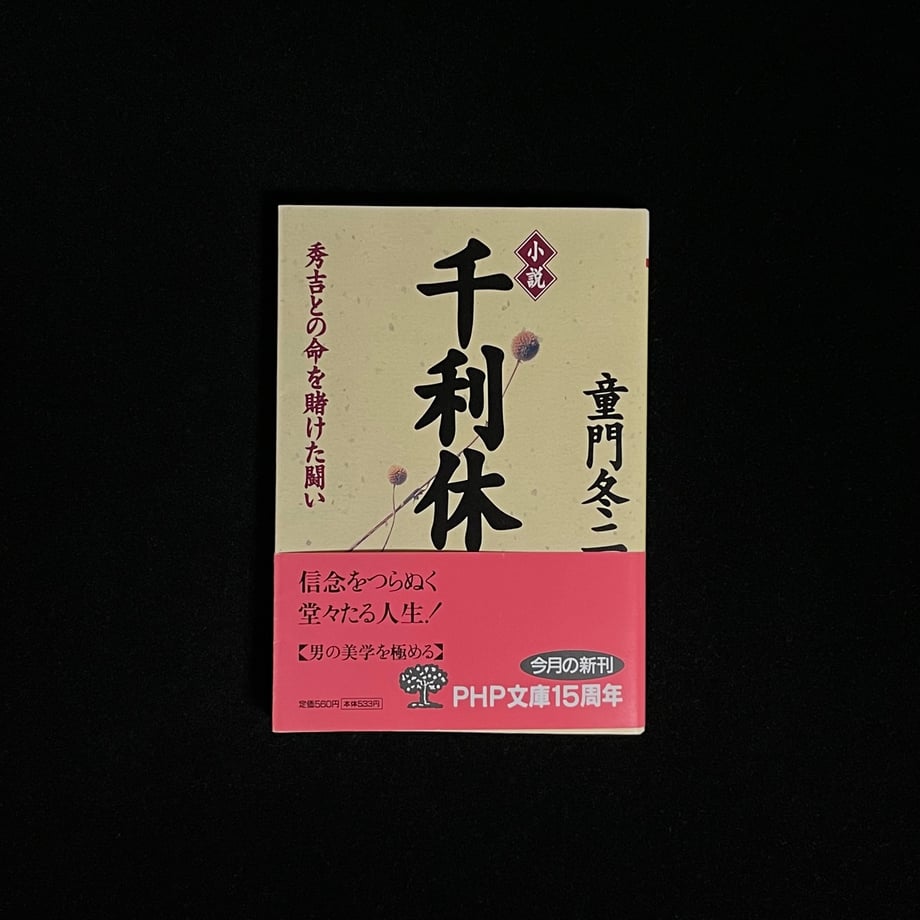 小説
千利休
童門冬二
秀吉との命を賭けた闘い
信念をつらぬく
堂々たる人生!
【男の美学を極める】
今月の新刊
PHP文庫15周年
定価560円 本体533円